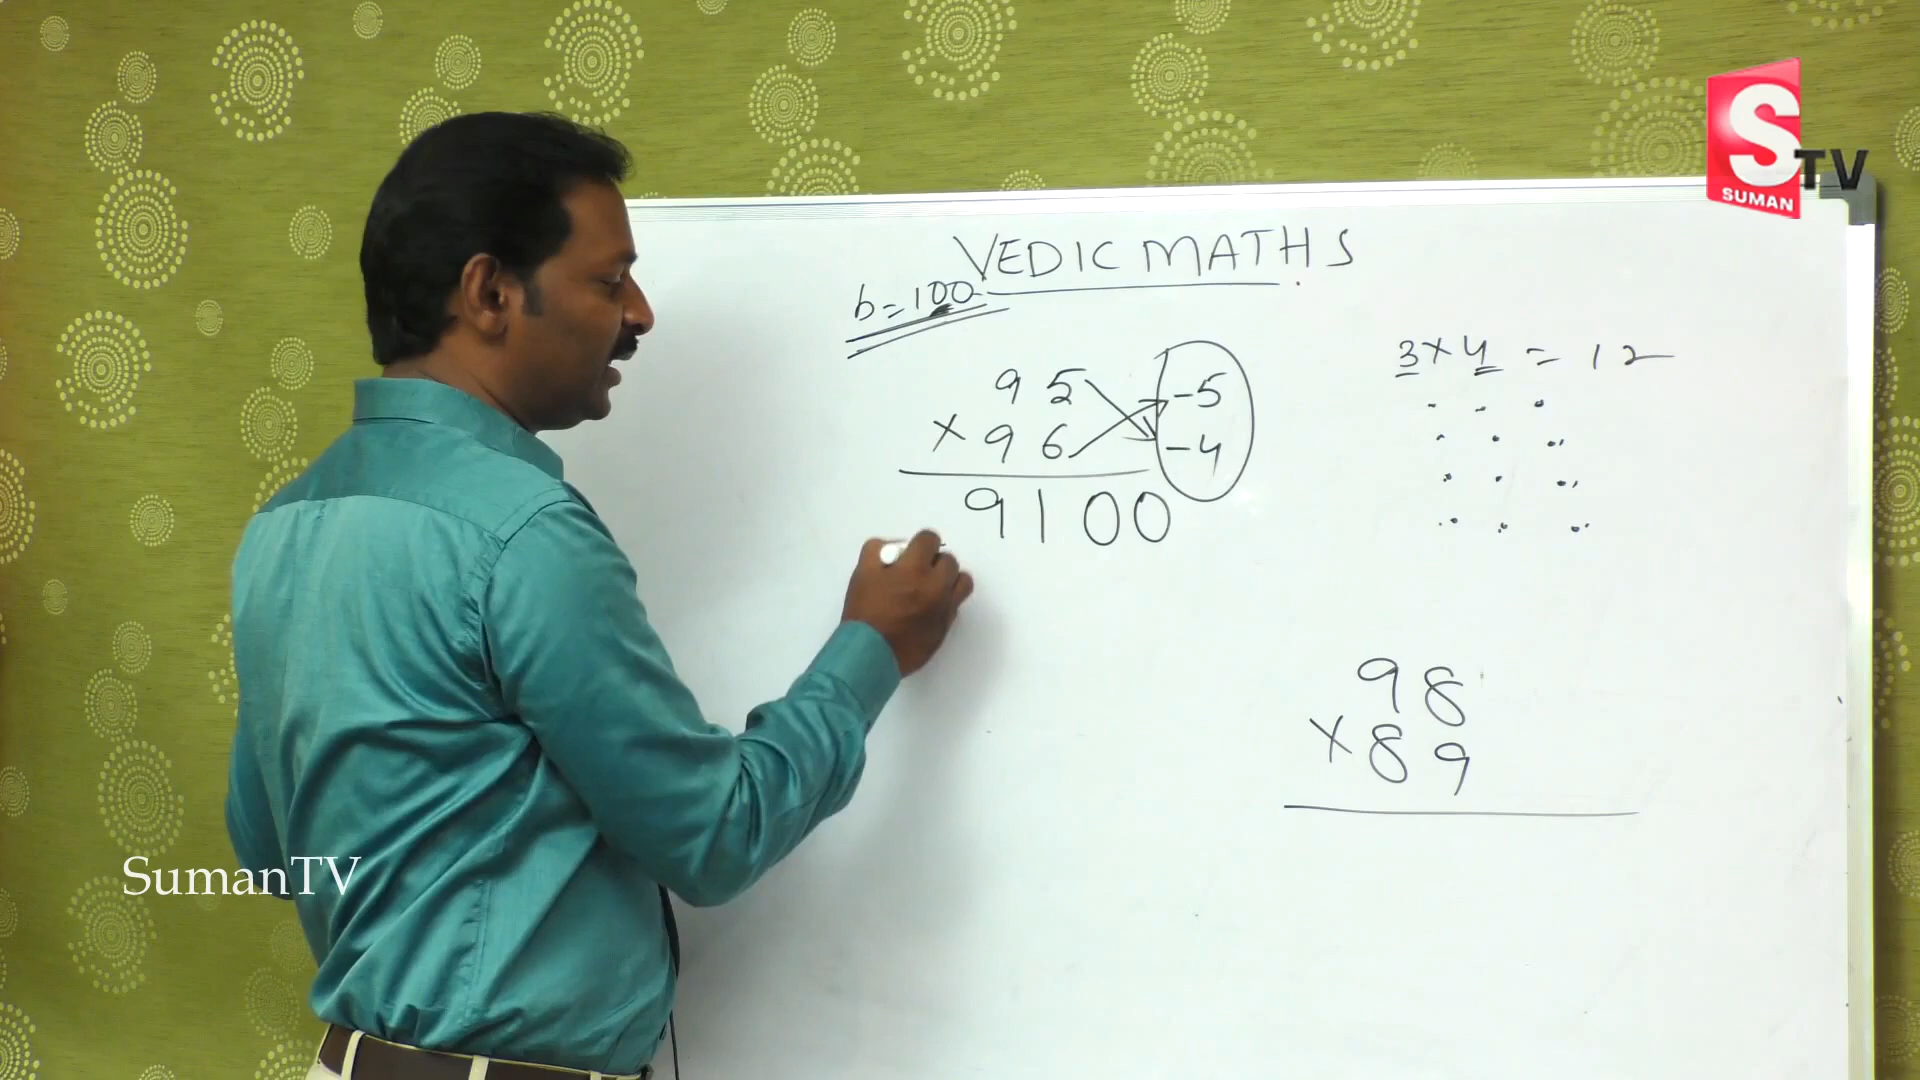 S TV
SUMAN
VEDIC MATHS
b=100
95 -5
×96 -4
9100
3×4=12
98
×89
SumanTV